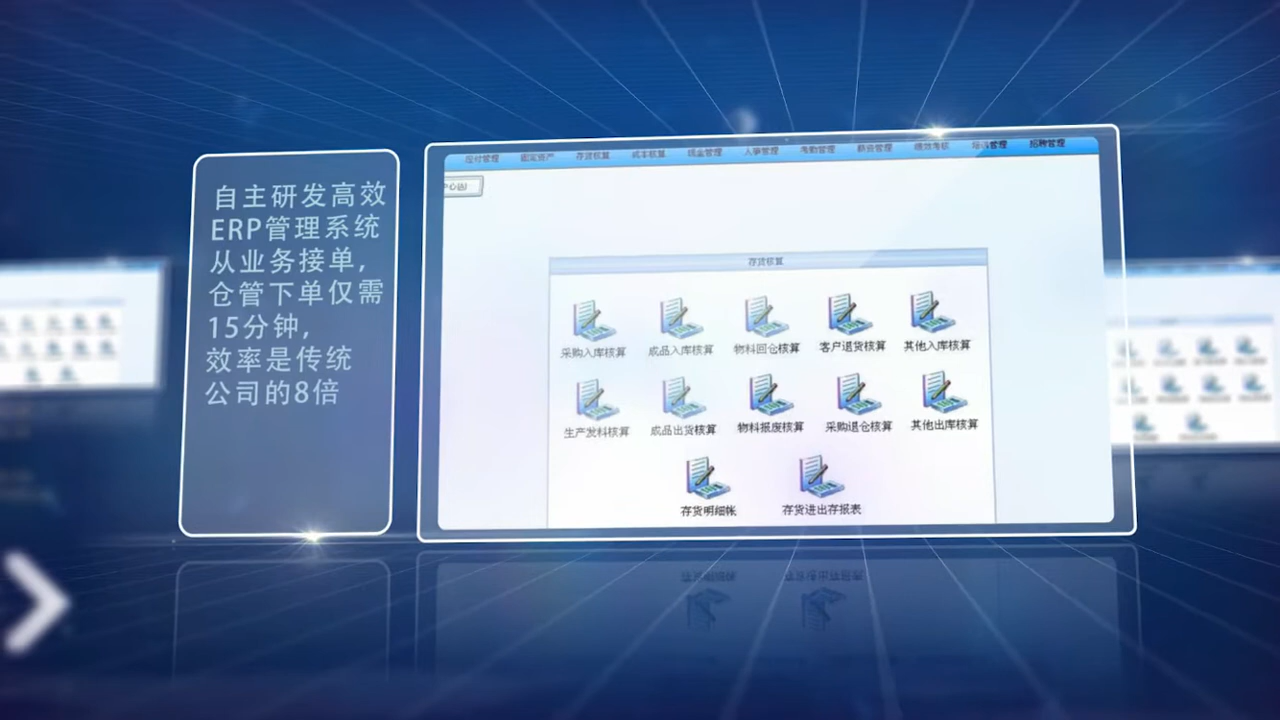 自主研发高效
ERP管理系统
从业务接单,
仓管下单仅需
15分钟,
效率是传统
公司的8倍
应付管理 固定资产 存货核算 成本核算 现金管理 人事管理 考勤管理 薪资管理 绩效考核 培训管理 招聘管理
存货核算
采购入库核算 成品入库核算 物料回仓核算 客户退货核算 其他入库核算
生产发料核算 成品出货核算 物料报废核算 采购退仓核算 其他出库核算
存货明细帐 存货进出存报表